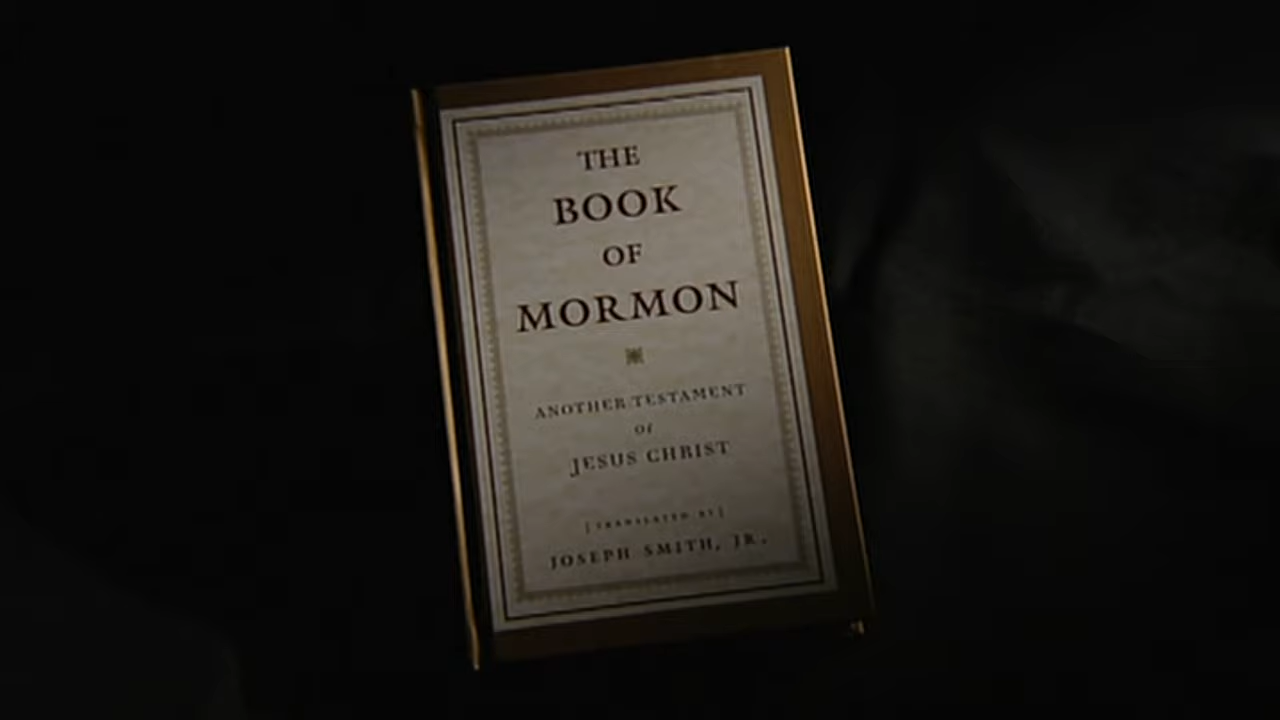 THE
BOOK
OF
MORMON
ANOTHER TESTAMENT
OF
JESUS CHRIST
[TRANSLATED BY]
JOSEPH SMITH, JR.